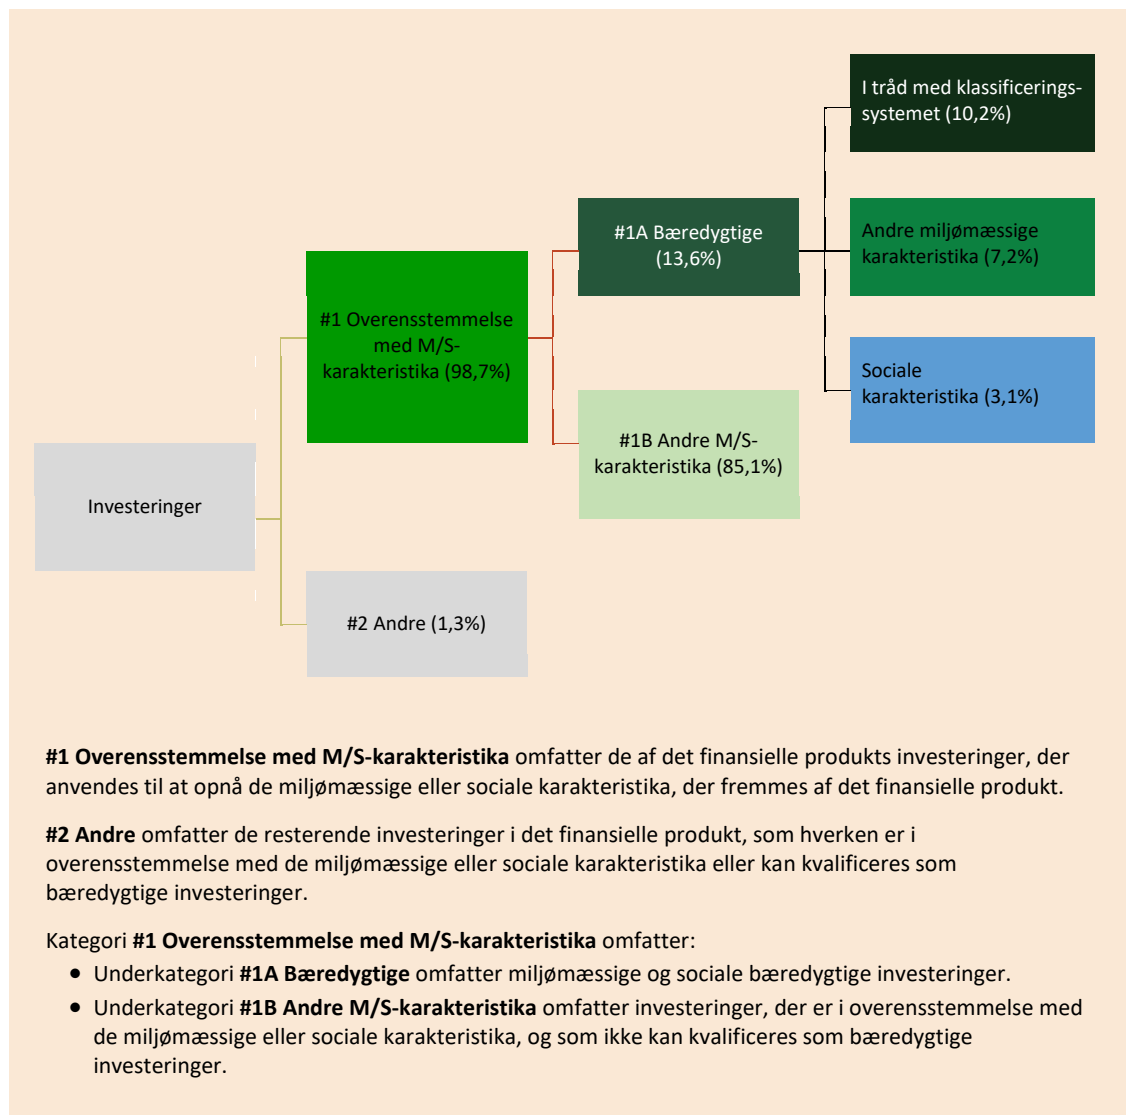 I tråd med klassificerings-
systemet (10,2%)
#1A Bæredygtige
(13,6%)
Andre miljømæssige
karakteristika (7,2%)
#1 Overensstemmelse
med M/S-
karakteristika (98,7%)
Sociale
karakteristika (3,1%)
#1B Andre M/S-
karakteristika (85,1%)
Investeringer
#2 Andre (1,3%)
#1 Overensstemmelse med M/S-karakteristika omfatter de af det finansielle produkts investeringer, der
anvendes til at opnå de miljømæssige eller sociale karakteristika, der fremmes af det finansielle produkt.
#2 Andre omfatter de resterende investeringer i det finansielle produkt, som hverken er i
overensstemmelse med de miljømæssige eller sociale karakteristika eller kan kvalificeres som
bæredygtige investeringer.
Kategori #1 Overensstemmelse med M/S-karakteristika omfatter:
• Underkategori #1A Bæredygtige omfatter miljømæssige og sociale bæredygtige investeringer.
• Underkategori #1B Andre M/S-karakteristika omfatter investeringer, der er i overensstemmelse med
de miljømæssige eller sociale karakteristika, og som ikke kan kvalificeres som bæredygtige
investeringer.